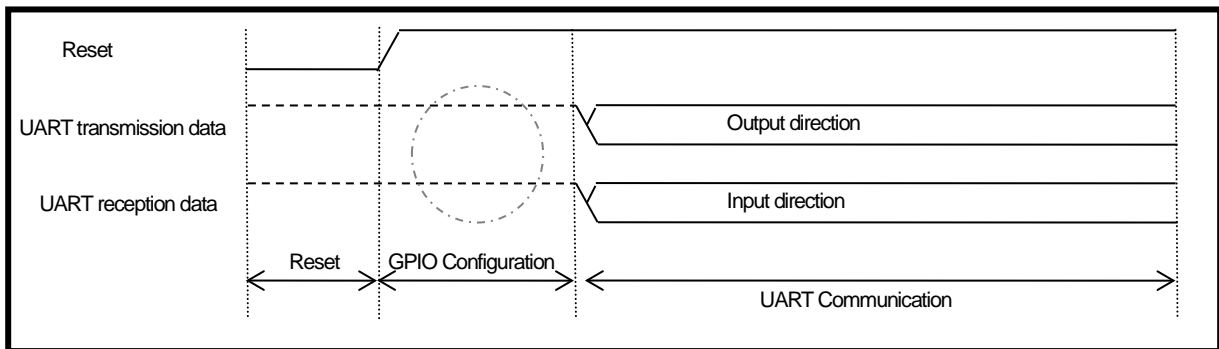 Reset
UART transmission data
Output direction
UART reception data
Input direction
Reset
GPIO Configuration
UART Communication